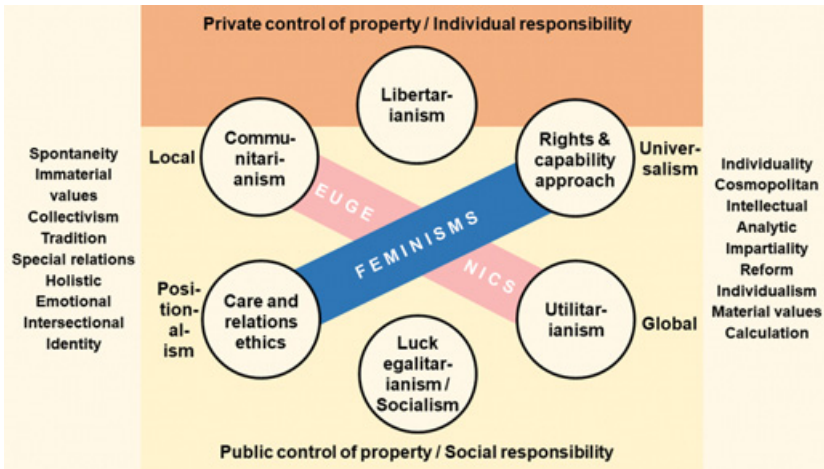 Private control of property / Individual responsibility
Libertar-
ianism
Commu-
nitari-
anism
Rights &
capability
approach
Local
Univer-
salism
Spontaneity
Immaterial
values
Collectivism
Tradition
Special relations
Holistic
Emotional
Intersectional
Identity
Individuality
Cosmopolitan
Intellectual
Analytic
Impartiality
Reform
Individualism
Material values
Calculation
EUGE
NICS
FEMINISMS
Posi-
tion-
al-
ism
Care and
relations
ethics
Utilitar-
ianism
Global
Luck
egalitar-
ianism /
Socialism
Public control of property / Social responsibility